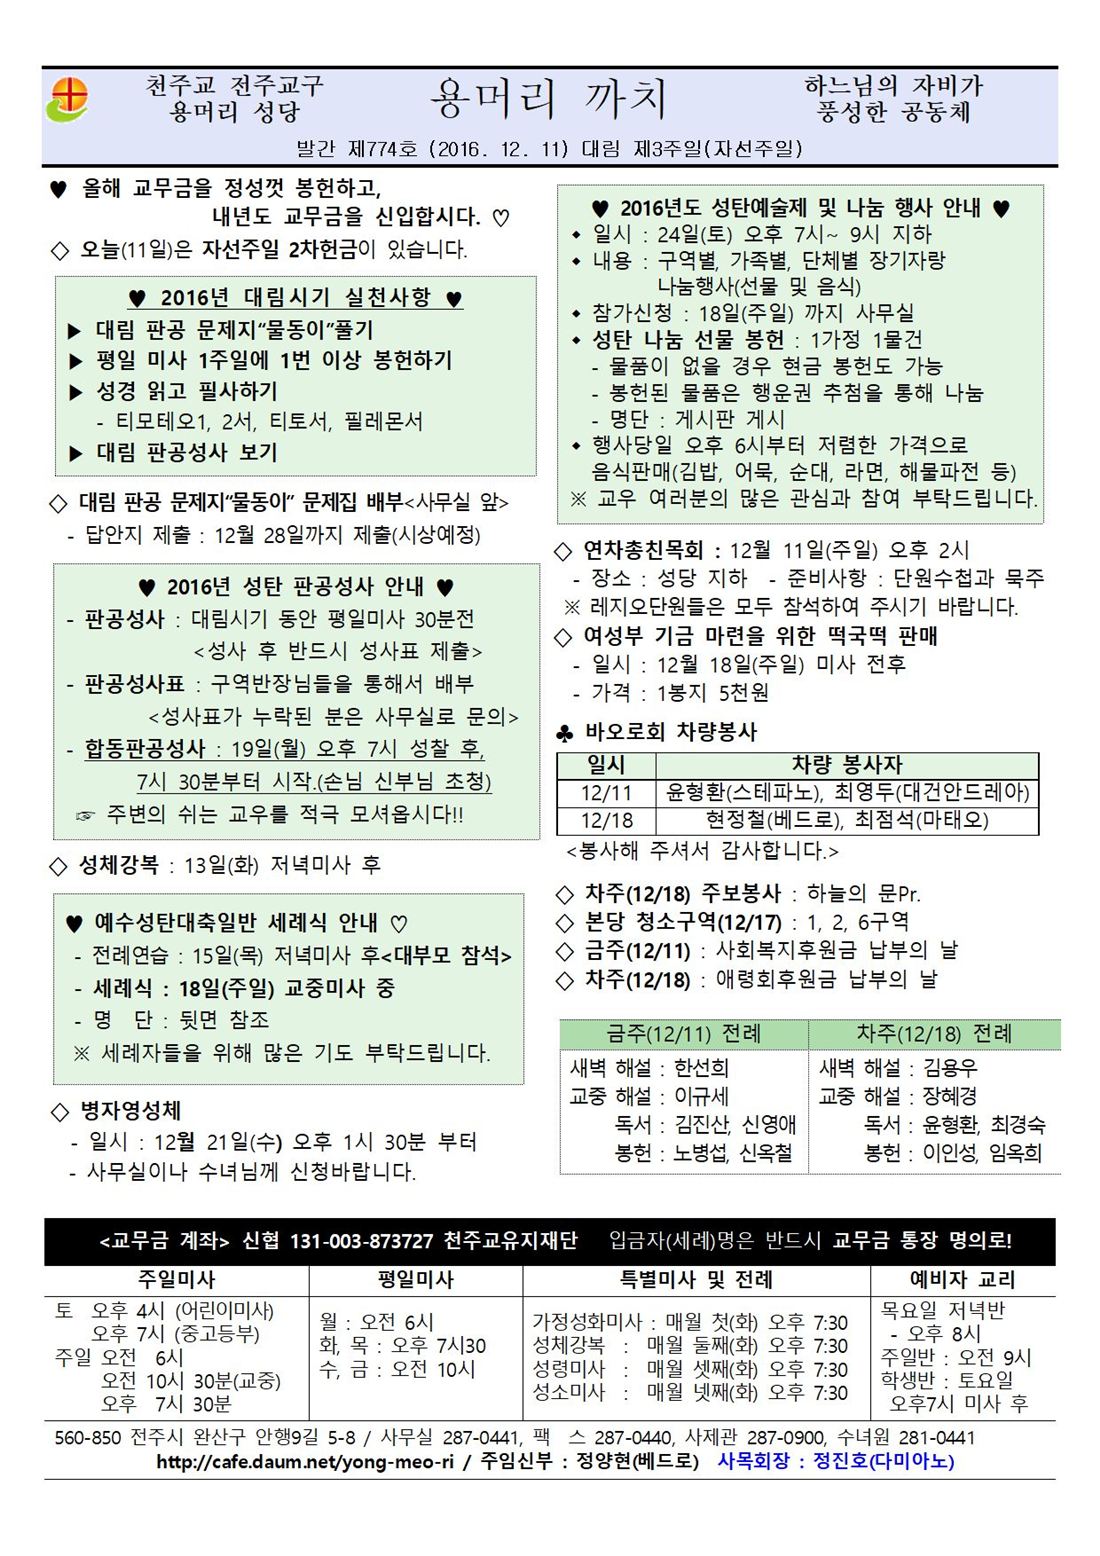 천주교 전주교구
용머리 성당
용머리 까치
하느님의 자비가
풍성한 공동체
발간 제774호 (2016. 12. 11) 대림 제3주일(자선주일)
♥ 올해 교무금을 정성껏 봉헌하고,
내년도 교무금을 신입합시다. ♡
◇ 오늘(11일)은 자선주일 2차헌금이 있습니다.
♥ 2016년 대림시기 실천사항 ♥
▶ 대림 판공 문제지“물동이”풀기
▶ 평일 미사 1주일에 1번 이상 봉헌하기
▶ 성경 읽고 필사하기
- 티모테오1, 2서, 티토서, 필레몬서
▶ 대림 판공성사 보기
◇ 대림 판공 문제지“물동이” 문제집 배부<사무실 앞>
- 답안지 제출 : 12월 28일까지 제출(시상예정)
♥ 2016년 성탄 판공성사 안내 ♥
- 판공성사 : 대림시기 동안 평일미사 30분전
<성사 후 반드시 성사표 제출>
- 판공성사표 : 구역반장님들을 통해서 배부
<성사표가 누락된 분은 사무실로 문의>
- 합동판공성사 : 19일(월) 오후 7시 성찰 후,
7시 30분부터 시작.(손님 신부님 초청)
☞ 주변의 쉬는 교우를 적극 모셔옵시다!!
◇ 성체강복 : 13일(화) 저녁미사 후
♥ 예수성탄대축일반 세례식 안내 ♡
- 전례연습 : 15일(목) 저녁미사 후<대부모 참석>
- 세례식 : 18일(주일) 교중미사 중
- 명 단 : 뒷면 참조
※ 세례자들을 위해 많은 기도 부탁드립니다.
◇ 병자영성체
- 일시 : 12월 21일(수) 오후 1시 30분 부터
- 사무실이나 수녀님께 신청바랍니다.
♥ 2016년도 성탄예술제 및 나눔 행사 안내 ♥
◆ 일시 : 24일(토) 오후 7시~ 9시 지하
◆ 내용 : 구역별, 가족별, 단체별 장기자랑
나눔행사(선물 및 음식)
◆ 참가신청 : 18일(주일) 까지 사무실
◆ 성탄 나눔 선물 봉헌 : 1가정 1물건
- 물품이 없을 경우 현금 봉헌도 가능
- 봉헌된 물품은 행운권 추첨을 통해 나눔
- 명단 : 게시판 게시
◆ 행사당일 오후 6시부터 저렴한 가격으로
음식판매(김밥, 어묵, 순대, 라면, 해물파전 등)
※ 교우 여러분의 많은 관심과 참여 부탁드립니다.
◇ 연차총친목회 : 12월 11일(주일) 오후 2시
- 장소 : 성당 지하 - 준비사항 : 단원수첩과 묵주
※ 레지오단원들은 모두 참석하여 주시기 바랍니다.
◇ 여성부 기금 마련을 위한 떡국떡 판매
- 일시 : 12월 18일(주일) 미사 전후
- 가격 : 1봉지 5천원
♣ 바오로회 차량봉사
일시 차량 봉사자
12/11 윤형환(스테파노), 최영두(대건안드레아)
12/18 현정철(베드로), 최점석(마태오)
<봉사해 주셔서 감사합니다.>
◇ 차주(12/18) 주보봉사 : 하늘의 문Pr.
◇ 본당 청소구역(12/17) : 1, 2, 6구역
◇ 금주(12/11) : 사회복지후원금 납부의 날
◇ 차주(12/18) : 애령회후원금 납부의 날
금주(12/11) 전례 차주(12/18) 전례
새벽 해설 : 한선희 새벽 해설 : 김용우
교중 해설 : 이규세 교중 해설 : 장혜경
독서 : 김진산, 신영애 독서 : 윤형환, 최경숙
봉헌 : 노병섭, 신옥철 봉헌 : 이인성, 임옥희
<교무금 계좌> 신협 131-003-873727 천주교유지재단 입금자(세례)명은 반드시 교무금 통장 명의로!
주일미사 평일미사 특별미사 및 전례 예비자 교리
토 오후 4시 (어린이미사)
오후 7시 (중고등부)
주일 오전 6시
오전 10시 30분(교중)
오후 7시 30분
월 : 오전 6시
화, 목 : 오후 7시30
수, 금 : 오전 10시
가정성화미사 : 매월 첫(화) 오후 7:30
성체강복 : 매월 둘째(화) 오후 7:30
성령미사 : 매월 셋째(화) 오후 7:30
성소미사 : 매월 넷째(화) 오후 7:30
목요일 저녁반
- 오후 8시
주일반 : 오전 9시
학생반 : 토요일
오후7시 미사 후
560-850 전주시 완산구 안행9길 5-8 / 사무실 287-0441, 팩 스 287-0440, 사제관 287-0900, 수녀원 281-0441
http://cafe.daum.net/yong-meo-ri / 주임신부 : 정양현(베드로) 사목회장 : 정진호(다미아노)